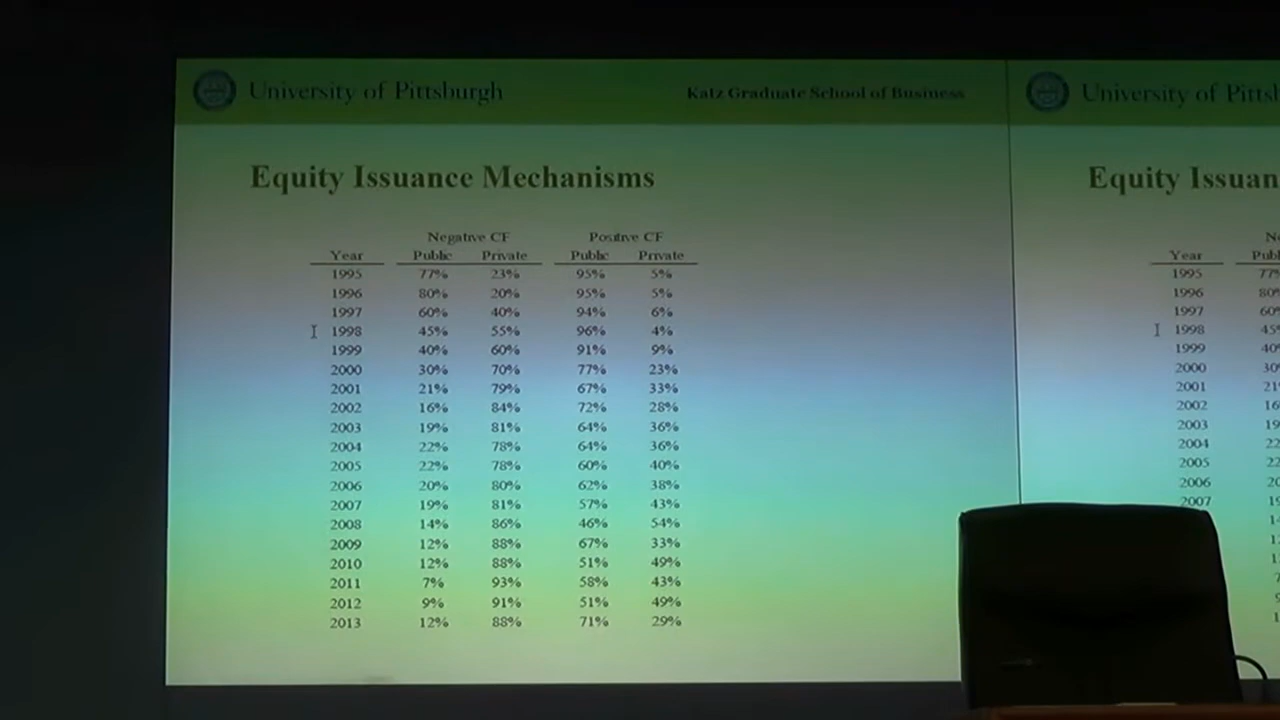 University of Pittsburgh Katz Graduate School of Business
Equity Issuance Mechanisms
Negative CF Positive CF
Year Public Private Public Private
1995 77% 23% 95% 5%
1996 80% 20% 95% 5%
1997 60% 40% 94% 6%
1998 45% 55% 96% 4%
1999 40% 60% 91% 9%
2000 30% 70% 77% 23%
2001 21% 79% 67% 33%
2002 16% 84% 72% 28%
2003 19% 81% 64% 36%
2004 22% 78% 64% 36%
2005 22% 78% 60% 40%
2006 20% 80% 62% 38%
2007 19% 81% 57% 43%
2008 14% 86% 46% 54%
2009 12% 88% 67% 33%
2010 12% 88% 51% 49%
2011 7% 93% 58% 43%
2012 9% 91% 51% 49%
2013 12% 88% 71% 29%
University of Pitts
Equity Issuan
Year
1995
1996
1997
1998
1999
2000
2001
2002
2003
2004
2005
2006
2007